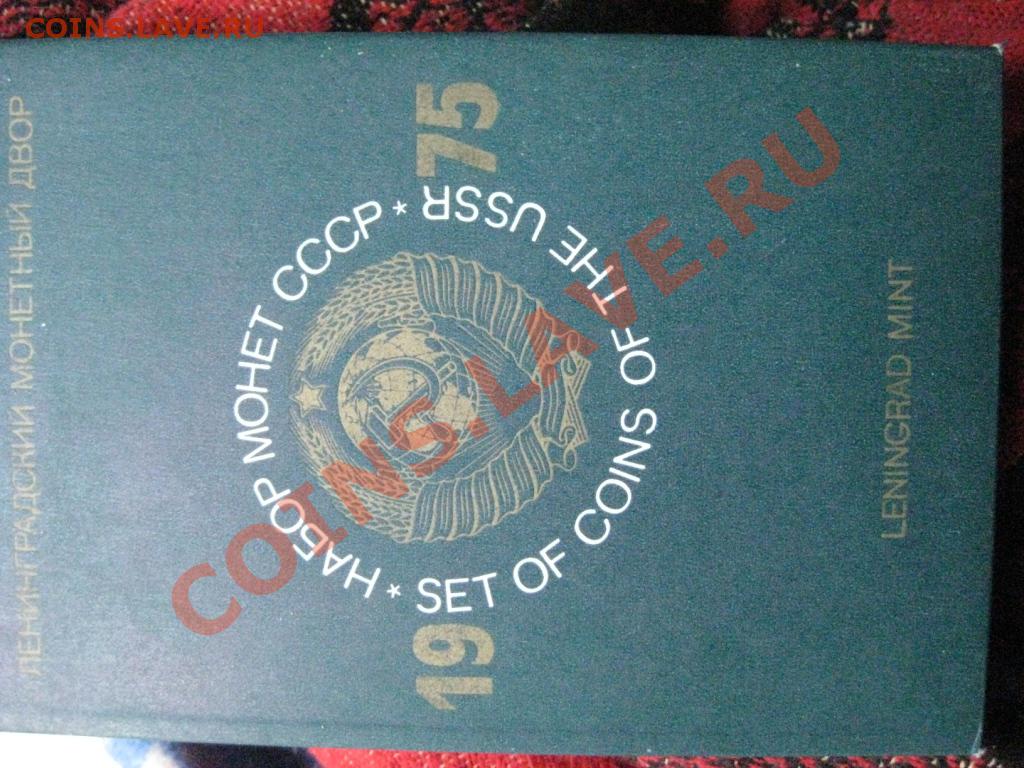 COINS.LAVE.RU
ЛЕНИНГРАДСКИЙ МОНЕТНЫЙ ДВОР
НАБОР МОНЕТ СССР *
19 75
* SET OF COINS OF THE USSR
LENINGRAD MINT
COINS.LAVE.RU